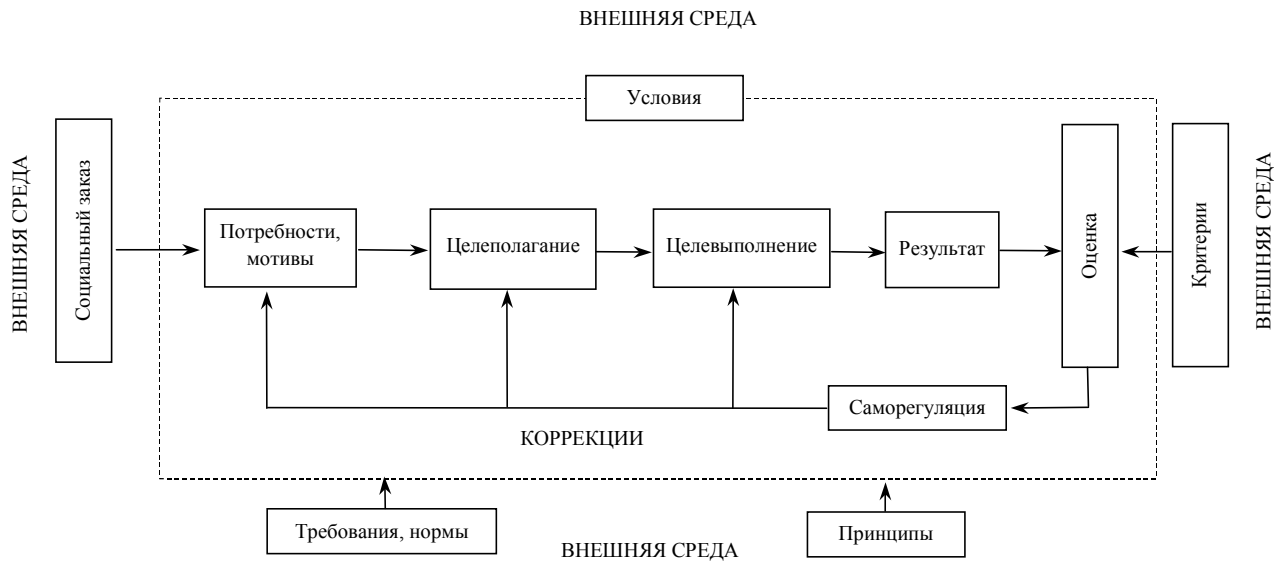 ВНЕШНЯЯ СРЕДА
Условия
ВНЕШНЯЯ СРЕДА
Социальный заказ
Потребности,
мотивы
Целеполагание
Целевыполнение
Результат
Оценка
Критерии
ВНЕШНЯЯ СРЕДА
Саморегуляция
КОРРЕКЦИИ
Требования, нормы
Принципы
ВНЕШНЯЯ СРЕДА